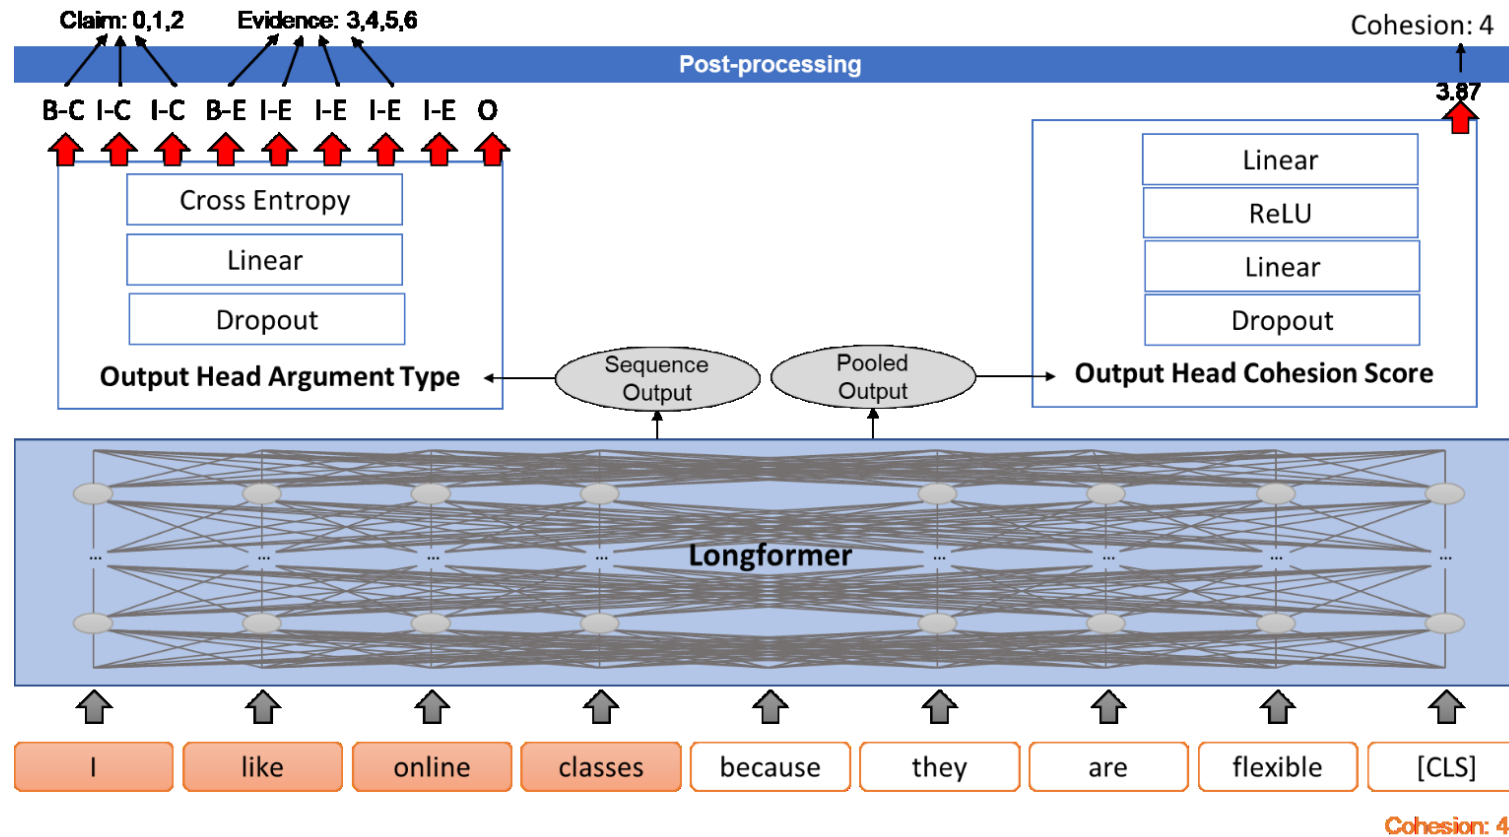 Claim: 0,1,2 Evidence: 3,4,5,6 Cohesion: 4
Post-processing
B-C I-C I-C B-E I-E I-E I-E I-E O 3.87
Cross Entropy
Linear
Dropout
Output Head Argument Type
Sequence
Output
Pooled
Output
Linear
ReLU
Linear
Dropout
Output Head Cohesion Score
... ... ... ... ... ... ... ...
Longformer
I like online classes because they are flexible [CLS]
Cohesion: 4